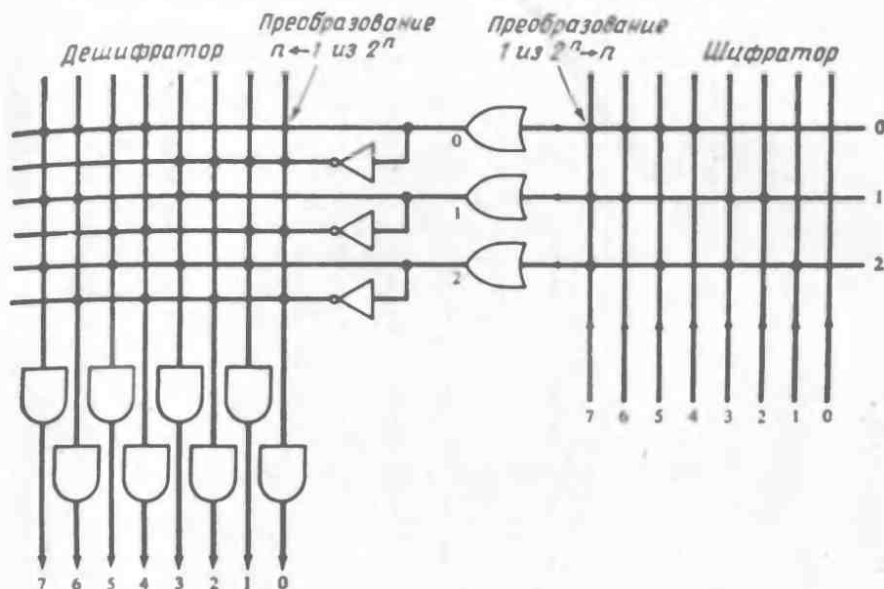 Дешифратор
Преобразование
n←1 из 2ⁿ
Преобразование
1 из 2ⁿ→n
Шифратор
0
0
1
1
2
2
7 6 5 4 3 2 1 0
7 6 5 4 3 2 1 0